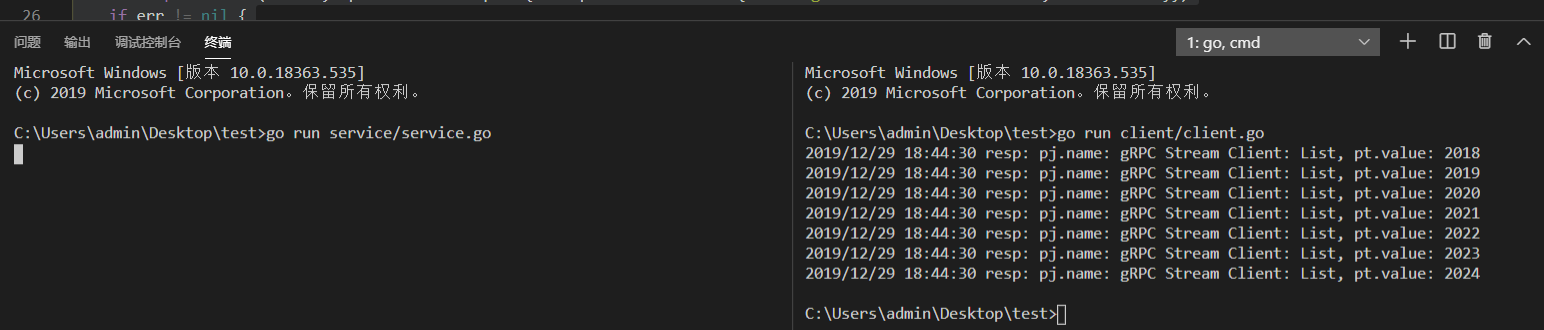 26 if err != nil {
问题 输出 调试控制台 终端 1: go, cmd
Microsoft Windows [版本 10.0.18363.535]
(c) 2019 Microsoft Corporation。保留所有权利。
C:\Users\admin\Desktop\test>go run service/service.go
Microsoft Windows [版本 10.0.18363.535]
(c) 2019 Microsoft Corporation。保留所有权利。
C:\Users\admin\Desktop\test>go run client/client.go
2019/12/29 18:44:30 resp: pj.name: gRPC Stream Client: List, pt.value: 2018
2019/12/29 18:44:30 resp: pj.name: gRPC Stream Client: List, pt.value: 2019
2019/12/29 18:44:30 resp: pj.name: gRPC Stream Client: List, pt.value: 2020
2019/12/29 18:44:30 resp: pj.name: gRPC Stream Client: List, pt.value: 2021
2019/12/29 18:44:30 resp: pj.name: gRPC Stream Client: List, pt.value: 2022
2019/12/29 18:44:30 resp: pj.name: gRPC Stream Client: List, pt.value: 2023
2019/12/29 18:44:30 resp: pj.name: gRPC Stream Client: List, pt.value: 2024
C:\Users\admin\Desktop\test>